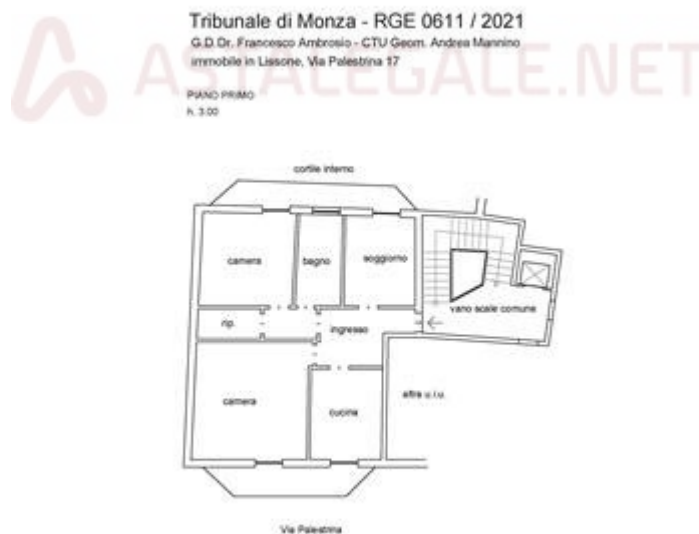 Tribunale di Monza - RGE 0611 / 2021
G.D.Dr. Francesco Ambrosio - CTU Geom. Andrea Mannino
immobile in Lissone, Via Palestrina 17
ASTALEGALE.NET
PIANO PRIMO
h. 3.00
cortile interno
camera
bagno
soggiorno
vano scale comune
rip.
ingresso
camera
cucina
altra u.i.u.
Via Palestrina